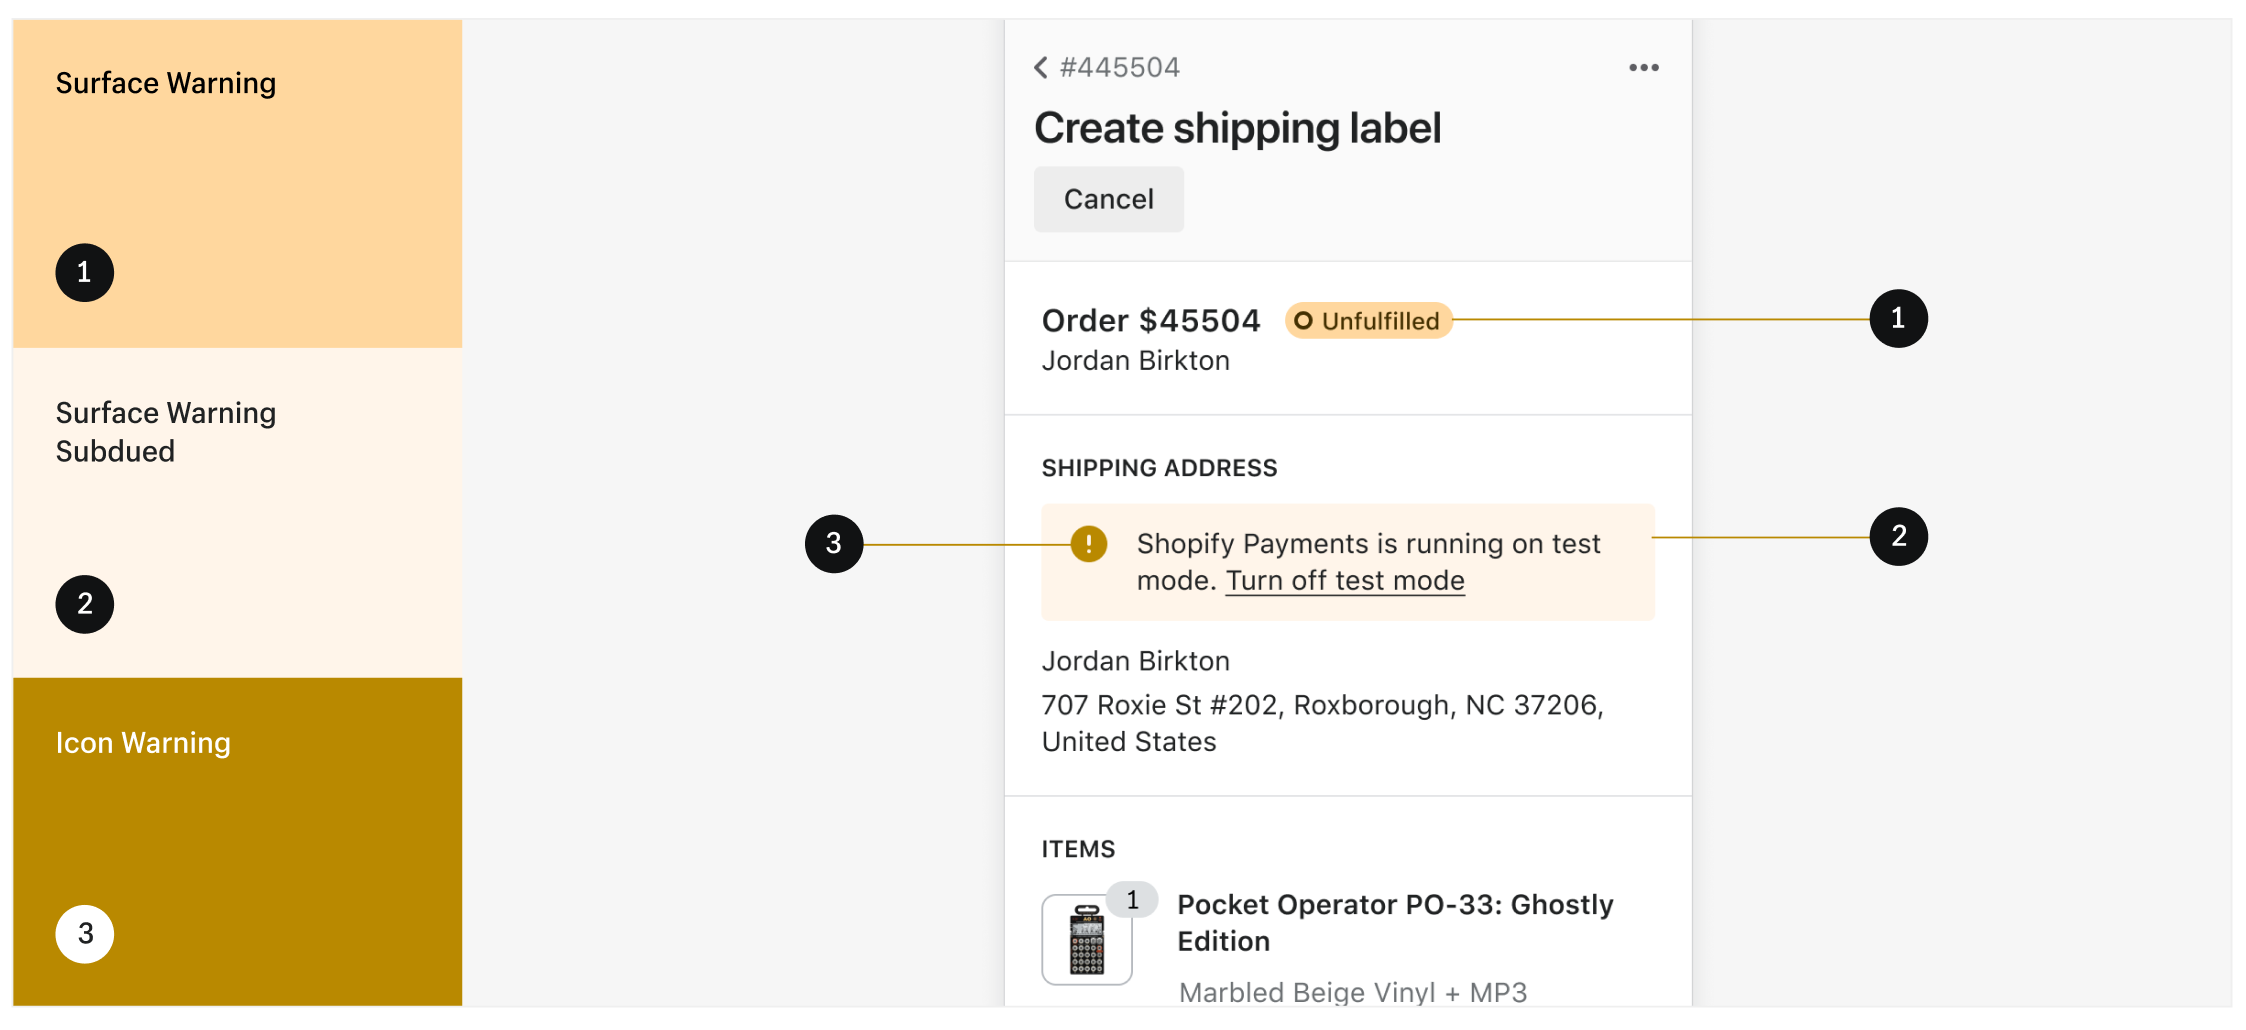 Surface Warning
1
Surface Warning
Subdued
2
Icon Warning
3
#445504
Create shipping label
Cancel
Order $45504
Unfulfilled
1
Jordan Birkton
SHIPPING ADDRESS
3
Shopify Payments is running on test
mode. Turn off test mode
2
Jordan Birkton
707 Roxie St #202, Roxborough, NC 37206,
United States
ITEMS
1
Pocket Operator PO-33: Ghostly
Edition
Marbled Beige Vinyl + MP3